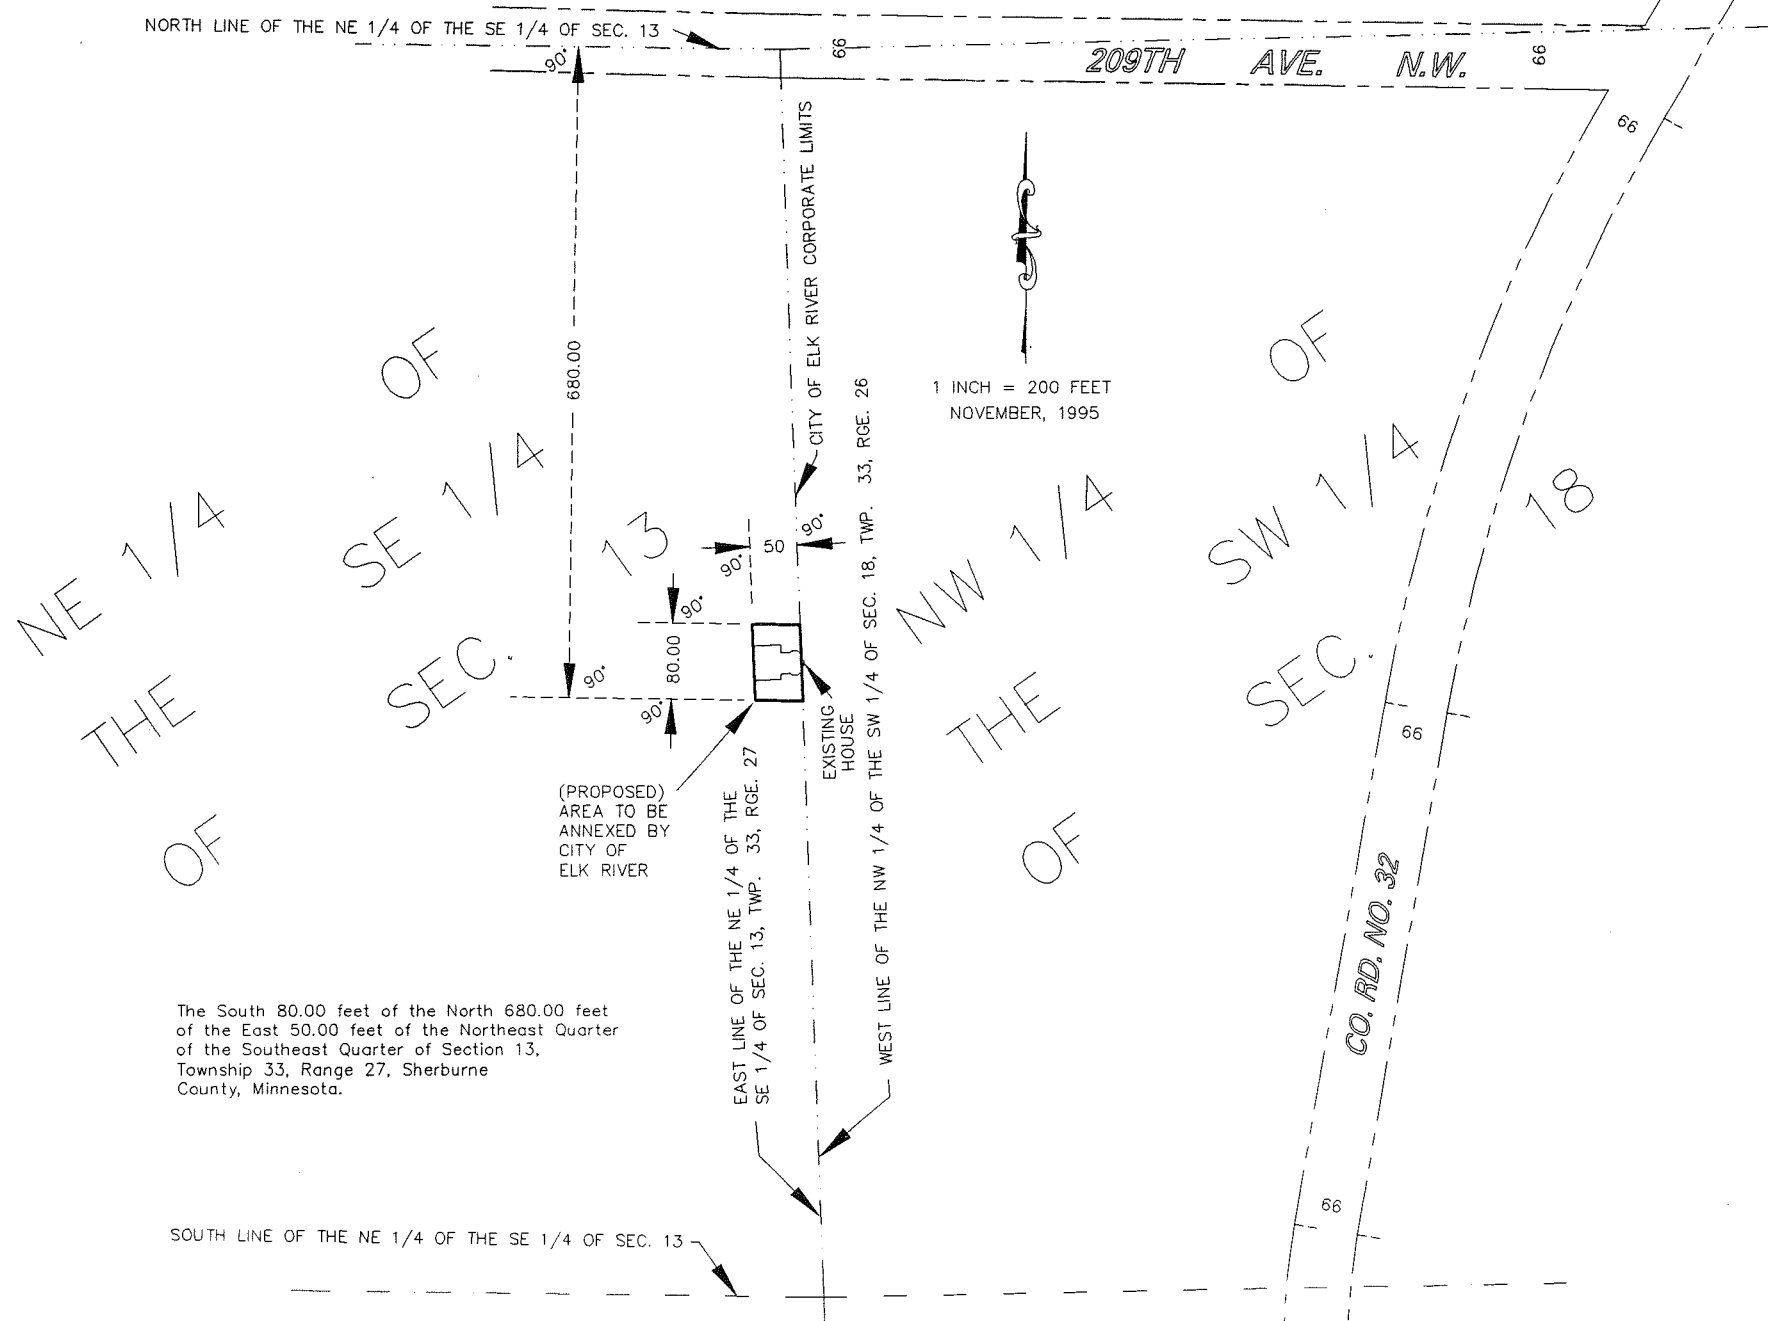 NORTH LINE OF THE NE 1/4 OF THE SE 1/4 OF SEC. 13
90°
66
209TH AVE. N.W.
66
66
680.00
CITY OF ELK RIVER CORPORATE LIMITS
1 INCH = 200 FEET
NOVEMBER, 1995
NE 1/4
OF
THE
SE 1/4
OF
SEC.
13
NW 1/4
OF
THE
SW 1/4
OF
SEC.
18
50
90°
90°
90°
80.00
90°
90°
EXISTING
HOUSE
(PROPOSED)
AREA TO BE
ANNEXED BY
CITY OF
ELK RIVER
EAST LINE OF THE NE 1/4 OF THE
SE 1/4 OF SEC. 13, TWP. 33, RGE. 27
WEST LINE OF THE NW 1/4 OF THE SW 1/4 OF SEC. 18, TWP. 33, RGE. 26
66
CO. RD. NO. 32
66
The South 80.00 feet of the North 680.00 feet
of the East 50.00 feet of the Northeast Quarter
of the Southeast Quarter of Section 13,
Township 33, Range 27, Sherburne
County, Minnesota.
SOUTH LINE OF THE NE 1/4 OF THE SE 1/4 OF SEC. 13